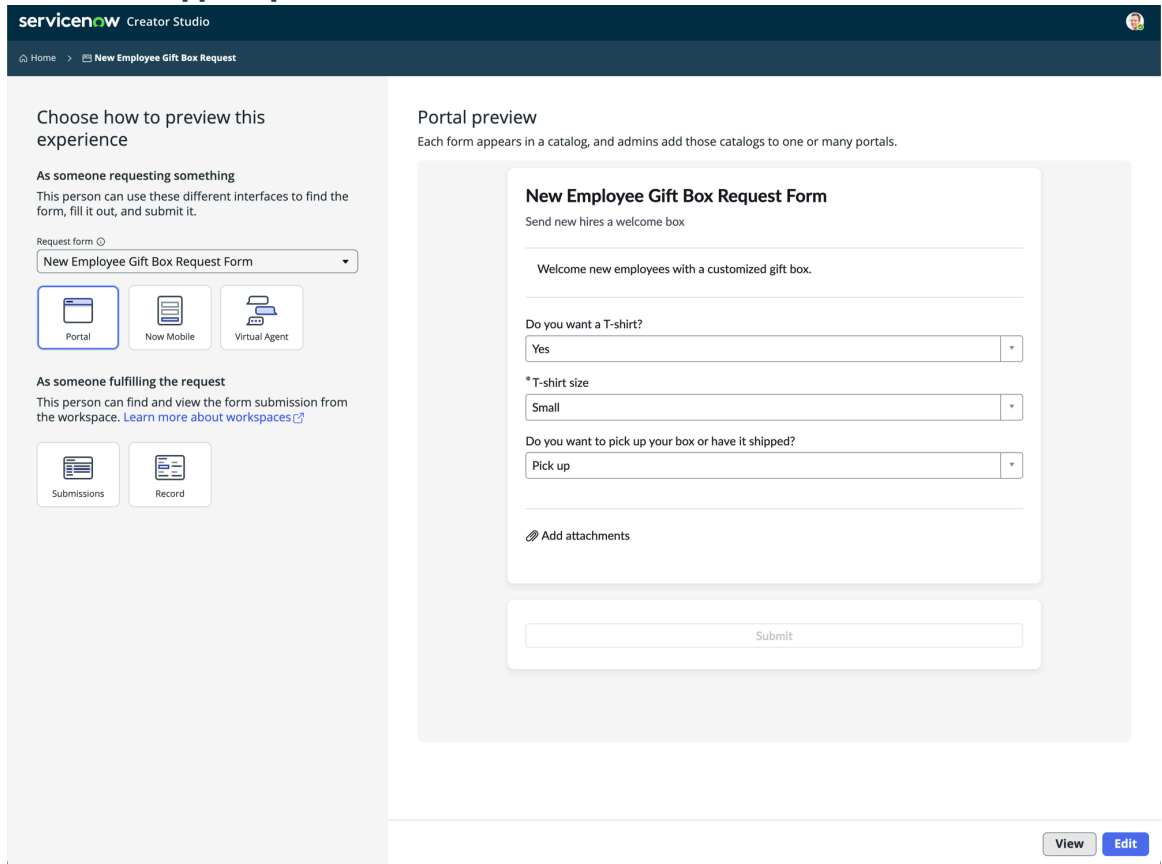 servicenow Creator Studio
Home > New Employee Gift Box Request
Choose how to preview this
experience
As someone requesting something
This person can use these different interfaces to find the
form, fill it out, and submit it.
Request form
New Employee Gift Box Request Form
Portal
Now Mobile
Virtual Agent
As someone fulfilling the request
This person can find and view the form submission from
the workspace. Learn more about workspaces
Submissions
Record
Portal preview
Each form appears in a catalog, and admins add those catalogs to one or many portals.
New Employee Gift Box Request Form
Send new hires a welcome box
Welcome new employees with a customized gift box.
Do you want a T-shirt?
Yes
*T-shirt size
Small
Do you want to pick up your box or have it shipped?
Pick up
Add attachments
Submit
View
Edit